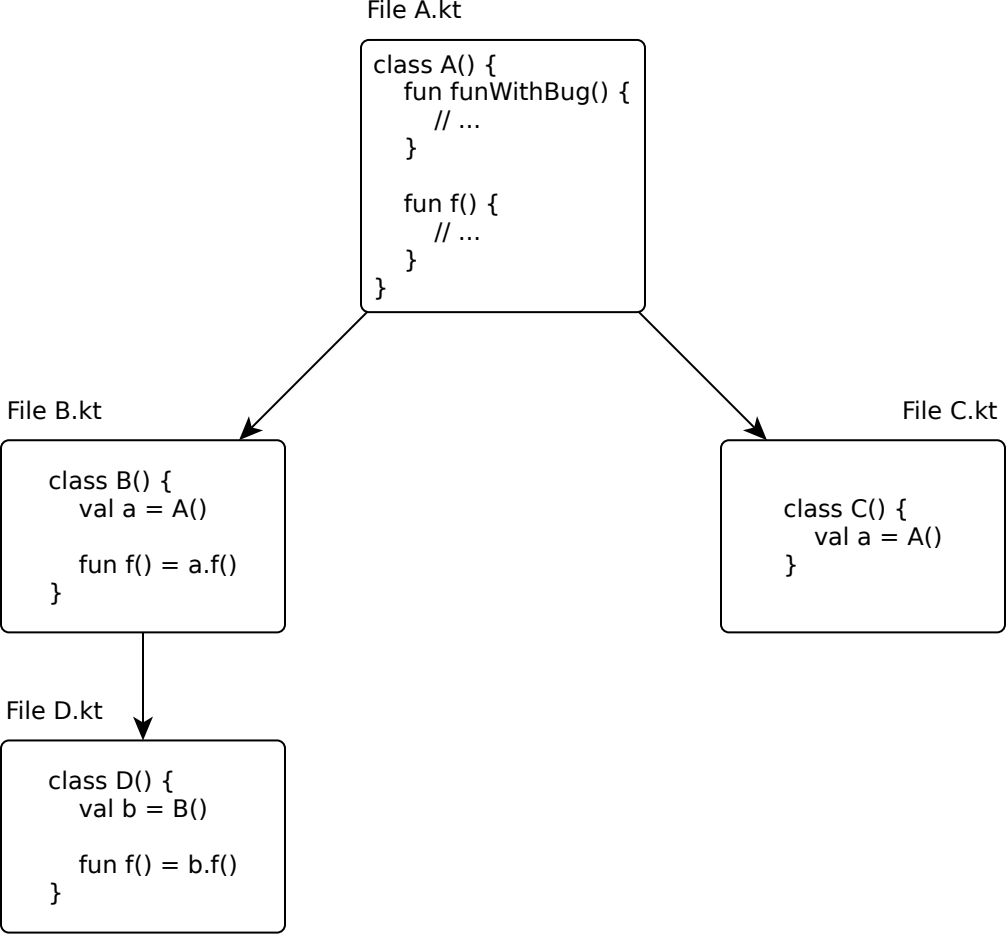 File A.kt
class A() {
    fun funWithBug() {
        // ...
    }
    fun f() {
        // ...
    }
}
File B.kt
class B() {
    val a = A()
    fun f() = a.f()
}
File C.kt
class C() {
    val a = A()
}
File D.kt
class D() {
    val b = B()
    fun f() = b.f()
}